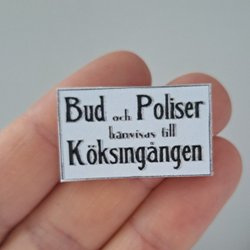 Bud och Poliser
hänvisas till
Köksingången